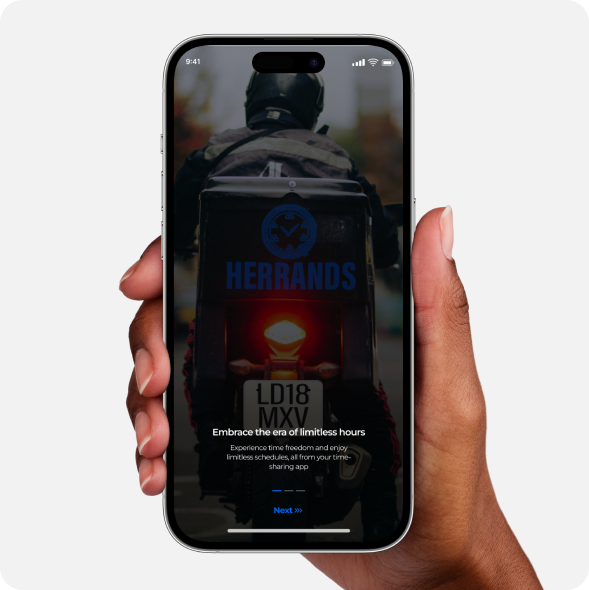 9:41
HERRANDS
LD18
MXV
Embrace the era of limitless hours
Experience time freedom and enjoy
limitless schedules, all from your time-
sharing app
Next